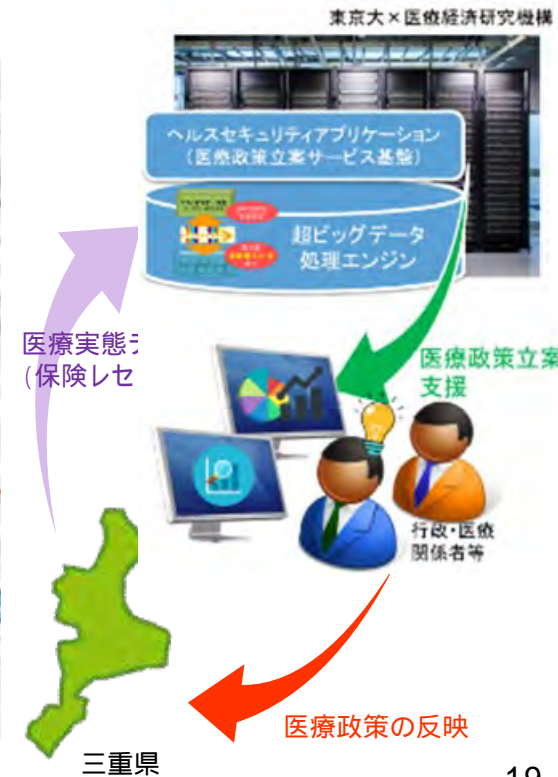 東京大×医療経済研究機構
ヘルスセキュリティアプリケーション
(医療政策立案サービス基盤)
超ビッグデータ
処理エンジン
医療実態デ
(保険レセ
医療政策立案
支援
行政・医療
関係者等
医療政策の反映
三重県
19